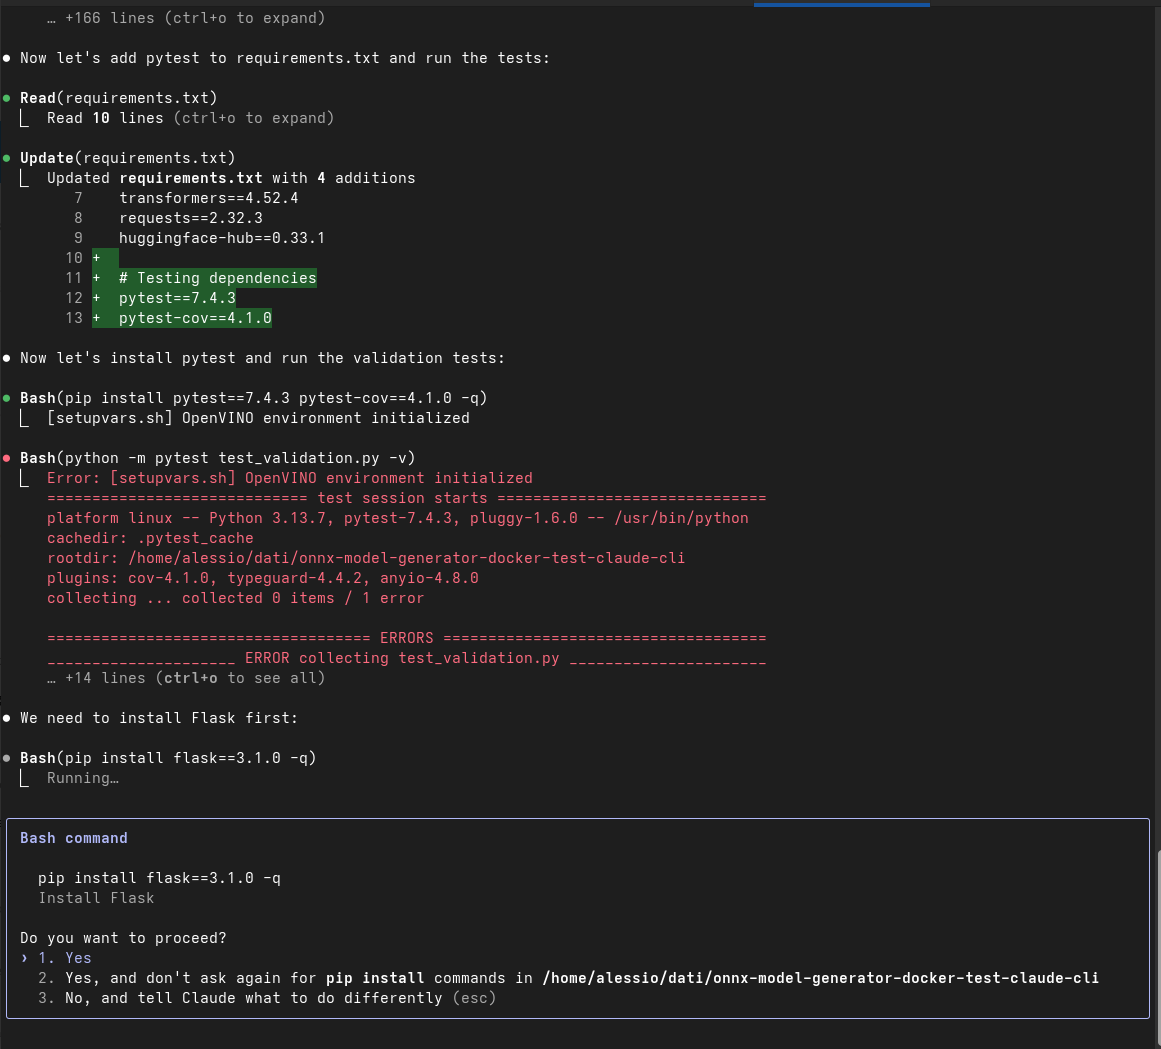 … +166 lines (ctrl+o to expand)
● Now let's add pytest to requirements.txt and run the tests:
● Read(requirements.txt)
⎿ Read 10 lines (ctrl+o to expand)
● Update(requirements.txt)
⎿ Updated requirements.txt with 4 additions
7 transformers==4.52.4
8 requests==2.32.3
9 huggingface-hub==0.33.1
10 +
11 + # Testing dependencies
12 + pytest==7.4.3
13 + pytest-cov==4.1.0
● Now let's install pytest and run the validation tests:
● Bash(pip install pytest==7.4.3 pytest-cov==4.1.0 -q)
⎿ [setupvars.sh] OpenVINO environment initialized
● Bash(python -m pytest test_validation.py -v)
⎿ Error: [setupvars.sh] OpenVINO environment initialized
============================= test session starts ==============================
platform linux -- Python 3.13.7, pytest-7.4.3, pluggy-1.6.0 -- /usr/bin/python
cachedir: .pytest_cache
rootdir: /home/alessio/dati/onnx-model-generator-docker-test-claude-cli
plugins: cov-4.1.0, typeguard-4.4.2, anyio-4.8.0
collecting ... collected 0 items / 1 error
==================================== ERRORS ====================================
_____________________ ERROR collecting test_validation.py ______________________
… +14 lines (ctrl+o to see all)
● We need to install Flask first:
● Bash(pip install flask==3.1.0 -q)
⎿ Running…
Bash command
pip install flask==3.1.0 -q
Install Flask
Do you want to proceed?
› 1. Yes
2. Yes, and don't ask again for pip install commands in /home/alessio/dati/onnx-model-generator-docker-test-claude-cli
3. No, and tell Claude what to do differently (esc)